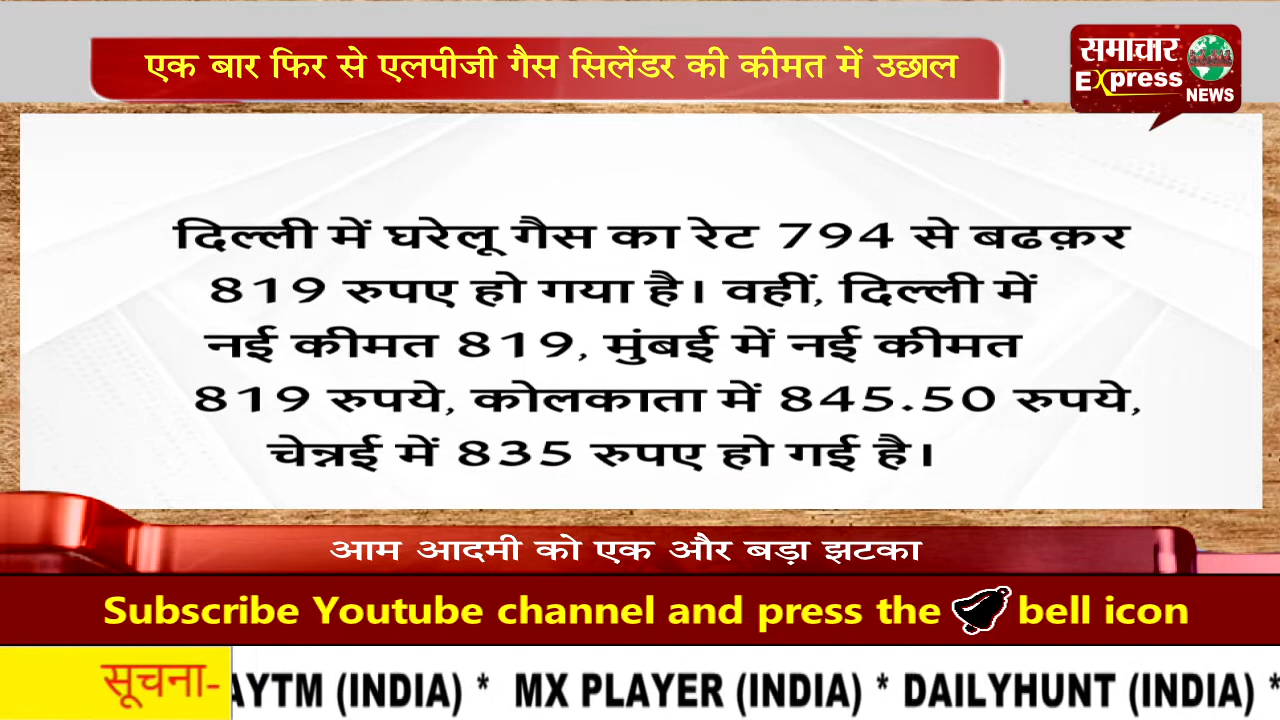 एक बार फिर से एलपीजी गैस सिलेंडर की कीमत में उछाल
समाचार
Express
NEWS
दिल्ली में घरेलू गैस का रेट 794 से बढक़र
819 रुपए हो गया है। वहीं, दिल्ली में
नई कीमत 819, मुंबई में नई कीमत
819 रुपये, कोलकाता में 845.50 रुपये,
चेन्नई में 835 रुपए हो गई है।
आम आदमी को एक और बड़ा झटका
Subscribe Youtube channel and press the bell icon
सूचना- AYTM (INDIA) * MX PLAYER (INDIA) * DAILYHUNT (INDIA) *